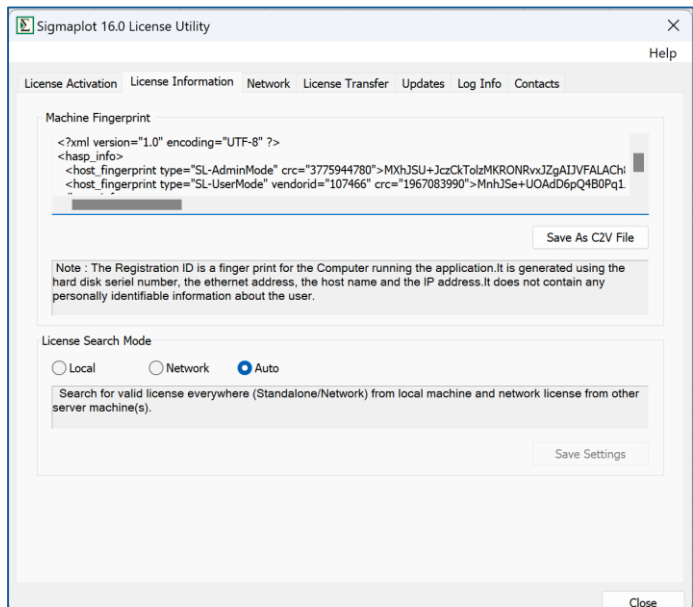 Sigmaplot 16.0 License Utility
Help
License Activation License Information Network License Transfer Updates Log Info Contacts
Machine Fingerprint
<?xml version="1.0" encoding="UTF-8" ?>
<hasp_info>
<host_fingerprint type="SL-AdminMode" crc="3775944780">MXhJSU+JczCkTolzMKRONRvxJZgAIJVFALACh
<host_fingerprint type="SL-UserMode" vendorid="107466" crc="1967083990">MnhJSe+UOAdD6pQ4B0Pq1
Save As C2V File
Note : The Registration ID is a finger print for the Computer running the application.It is generated using the
hard disk seriel number, the ethernet address, the host name and the IP address.It does not contain any
personally identifiable information about the user.
License Search Mode
Local Network Auto
Search for valid license everywhere (Standalone/Network) from local machine and network license from other
server machine(s).
Save Settings
Close